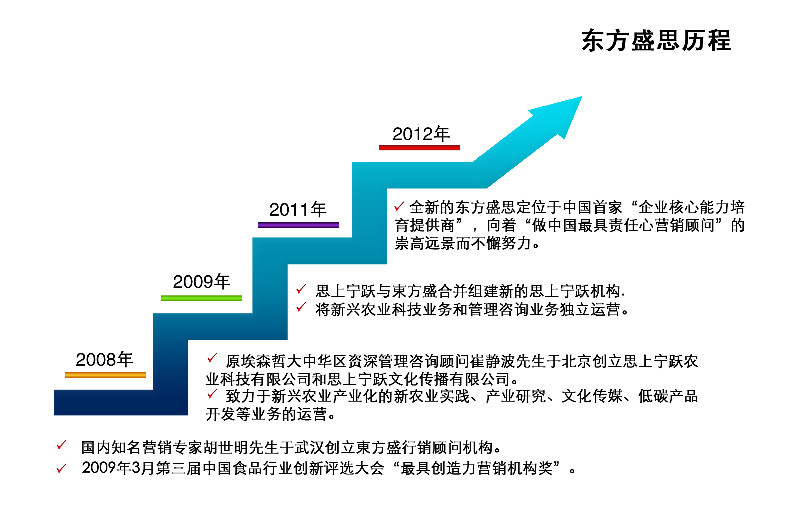 东方盛思历程
2012年
全新的东方盛思定位于中国首家“企业核心能力培
育提供商”，向着“做中国最具责任心营销顾问”的
崇高远景而不懈努力。
2011年
思上宁跃与東方盛合并组建新的思上宁跃机构.
将新兴农业科技业务和管理咨询业务独立运营。
2009年
原埃森哲大中华区资深管理咨询顾问崔静波先生于北京创立思上宁跃农
业科技有限公司和思上宁跃文化传播有限公司。
致力于新兴农业产业化的新农业实践、产业研究、文化传媒、低碳产品
开发等业务的运营。
2008年
国内知名营销专家胡世明先生于武汉创立東方盛行销顾问机构。
2009年3月第三届中国食品行业创新评选大会“最具创造力营销机构奖”。